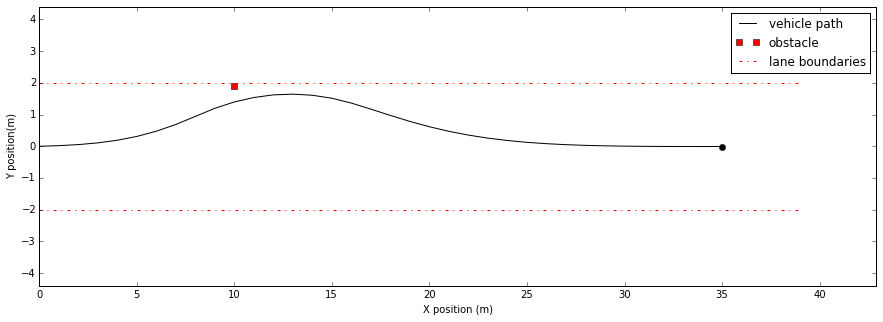 4
3
2
1
0
−1
−2
−3
−4
Y position(m)
vehicle path
obstacle
lane boundaries
0 5 10 15 20 25 30 35 40
X position (m)